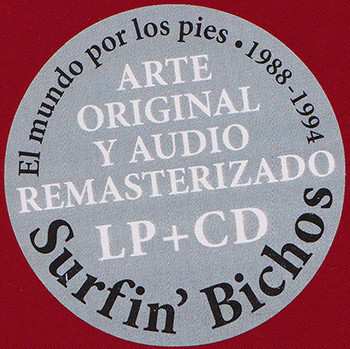 El mundo por los pies • 1988-1994
ARTE
ORIGINAL
Y AUDIO
REMASTERIZADO
LP+CD
Surfin' Bichos